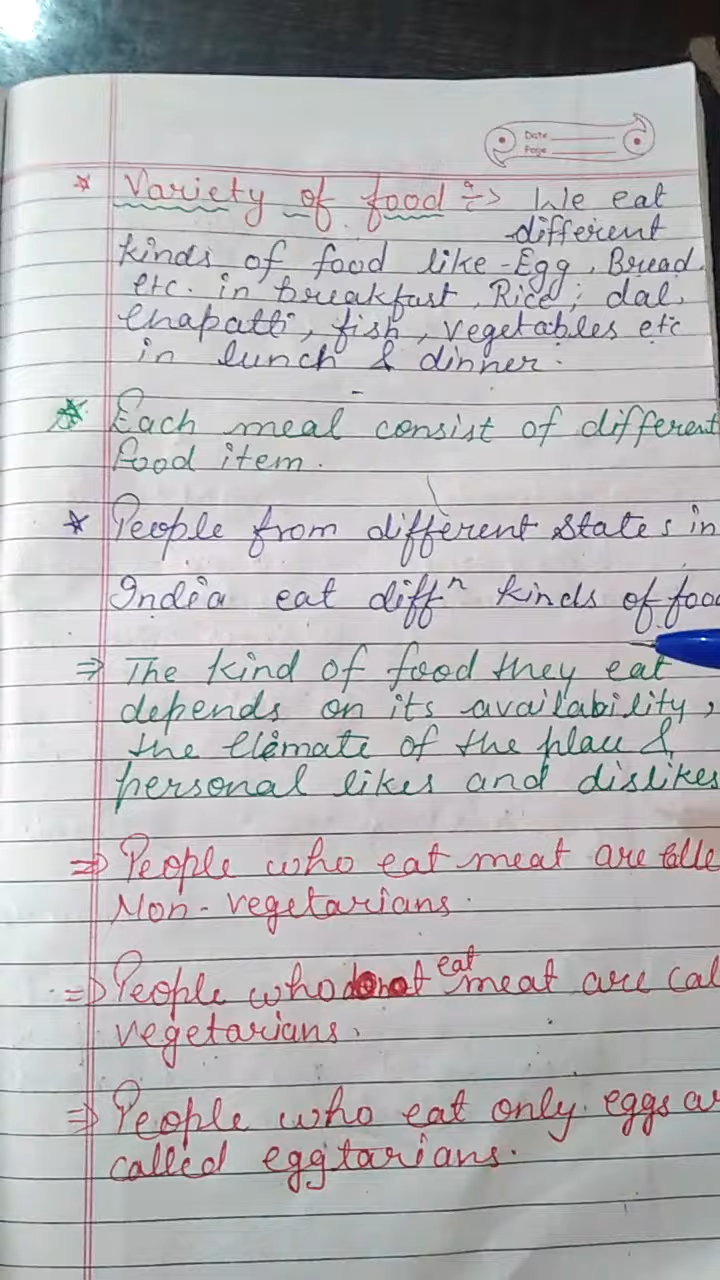 Date
Page
* Variety of food ÷> We eat
different
kinds of food like - Egg, Bread,
etc. in breakfast, Rice; dal,
Chapatti, fish, vegetables etc
in lunch & dinner.
* Each meal consist of different
food item.
* People from different States in
India eat diffⁿ kinds of food
⇒ The kind of food they eat
depends on its availability,
the climate of the place &
personal likes and dislikes
⇒ People who eat meat are
Non-vegetarians.
⇒ People who donot eat meat are cal
vegetarians.
⇒ People who eat only eggs ar
called eggtarians.